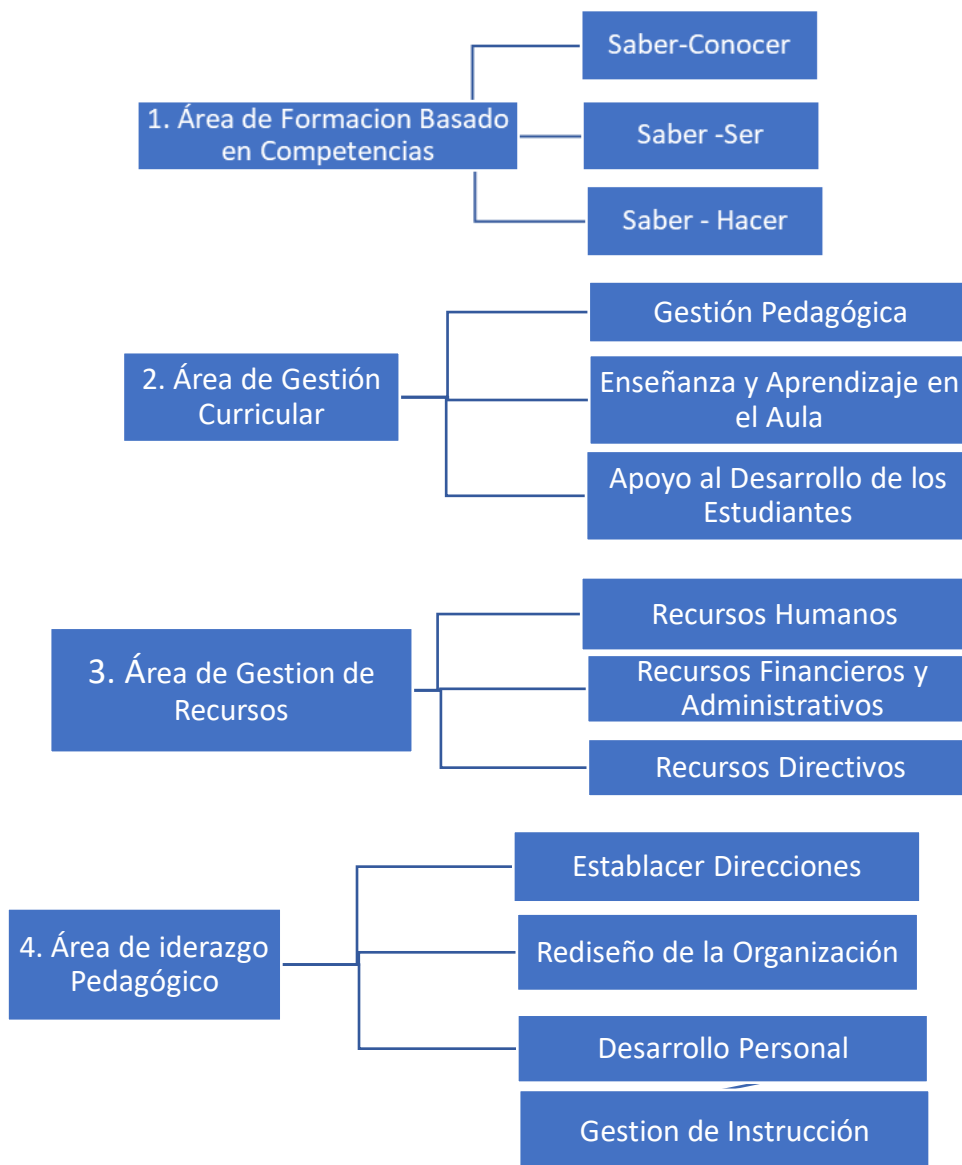 Saber-Conocer
1. Área de Formacion Basado
en Competencias
Saber -Ser
Saber - Hacer
Gestión Pedagógica
2. Área de Gestión
Curricular
Enseñanza y Aprendizaje en
el Aula
Apoyo al Desarrollo de los
Estudiantes
Recursos Humanos
3. Área de Gestion de
Recursos
Recursos Financieros y
Administrativos
Recursos Directivos
Establacer Direcciones
4. Área de iderazgo
Pedagógico
Rediseño de la Organización
Desarrollo Personal
Gestion de Instrucción